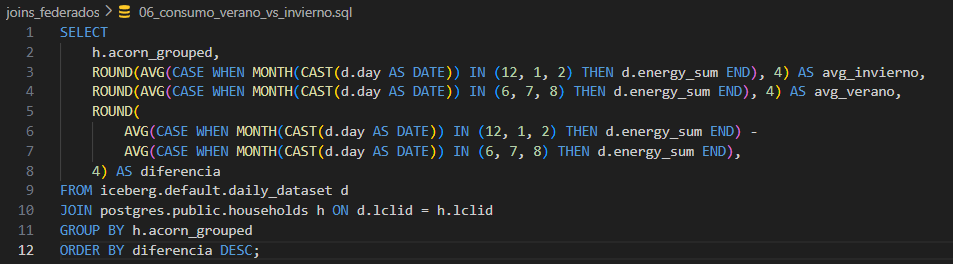 joins_federados > 06_consumo_verano_vs_invierno.sql
1 SELECT
2     h.acorn_grouped,
3     ROUND(AVG(CASE WHEN MONTH(CAST(d.day AS DATE)) IN (12, 1, 2) THEN d.energy_sum END), 4) AS avg_invierno,
4     ROUND(AVG(CASE WHEN MONTH(CAST(d.day AS DATE)) IN (6, 7, 8) THEN d.energy_sum END), 4) AS avg_verano,
5     ROUND(
6         AVG(CASE WHEN MONTH(CAST(d.day AS DATE)) IN (12, 1, 2) THEN d.energy_sum END) -
7         AVG(CASE WHEN MONTH(CAST(d.day AS DATE)) IN (6, 7, 8) THEN d.energy_sum END),
8     4) AS diferencia
9 FROM iceberg.default.daily_dataset d
10 JOIN postgres.public.households h ON d.lclid = h.lclid
11 GROUP BY h.acorn_grouped
12 ORDER BY diferencia DESC;